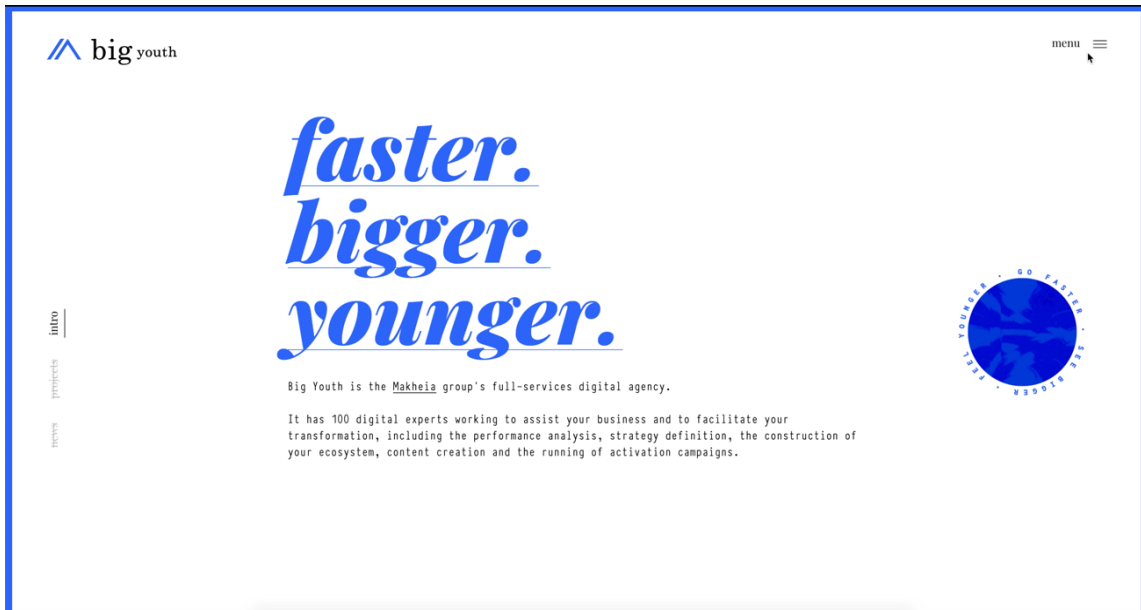 big youth
menu
faster.
bigger.
younger.
intro
projects
news
GO FASTER · SEE BIGGER · FEEL YOUNGER ·
Big Youth is the Makheia group's full-services digital agency.
It has 100 digital experts working to assist your business and to facilitate your
transformation, including the performance analysis, strategy definition, the construction of
your ecosystem, content creation and the running of activation campaigns.